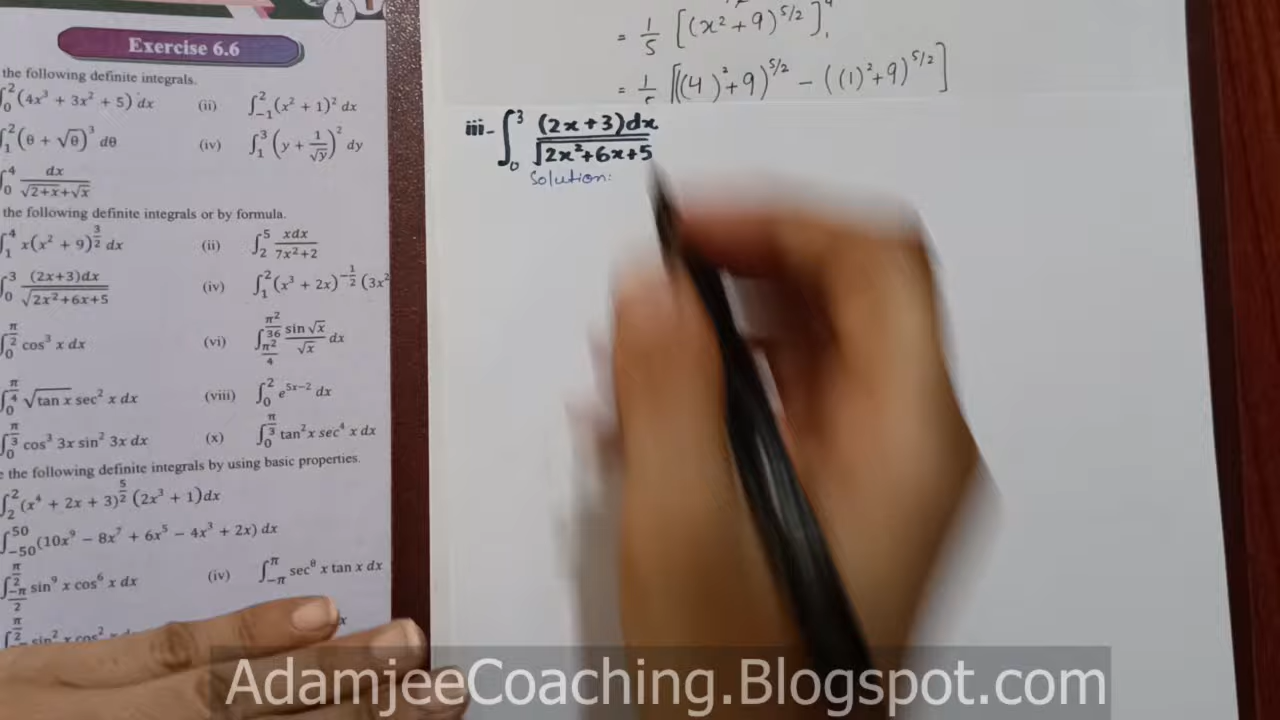 Exercise 6.6
the following definite integrals.
∫₀² (4x³ + 3x² + 5) dx (ii) ∫₋₁² (x² + 1)² dx
∫₁² (θ + √θ)³ dθ (iv) ∫₁³ (y + 1/√y)² dy
∫₀⁴ dx/(√(2+x)+√x)
the following definite integrals or by formula.
∫₁⁴ x(x² + 9)^(3/2) dx (ii) ∫₂⁵ xdx/(7x²+2)
∫₀³ (2x+3)dx/√(2x²+6x+5) (iv) ∫₁² (x³ + 2x)^(-1/2) (3x²
∫₀^(π/2) cos³ x dx (vi) ∫_(π²/4)^(π²/36) sin √x/√x dx
∫₀^(π/4) √tan x sec² x dx (viii) ∫₀² e^(5x−2) dx
∫₀^(π/3) cos³ 3x sin² 3x dx (x) ∫₀^(π/3) tan² x sec⁴ x dx
the following definite integrals by using basic properties.
∫₂² (x⁴ + 2x + 3)^(5/2) (2x³ + 1)dx
∫₋₅₀⁵⁰ (10x⁹ − 8x⁷ + 6x⁵ − 4x³ + 2x) dx
∫_(−π/2)^(π/2) sin⁹ x cos⁶ x dx (iv) ∫₋π^π sec⁸ x tan x dx
= 1/5 [(x² + 9)^(5/2)]₁⁴
= 1/5 [((4)² + 9)^(5/2) − ((1)² + 9)^(5/2)]
iii- ∫₀³ (2x+3)dx/√(2x²+6x+5)
Solution:
AdamjeeCoaching.Blogspot.com